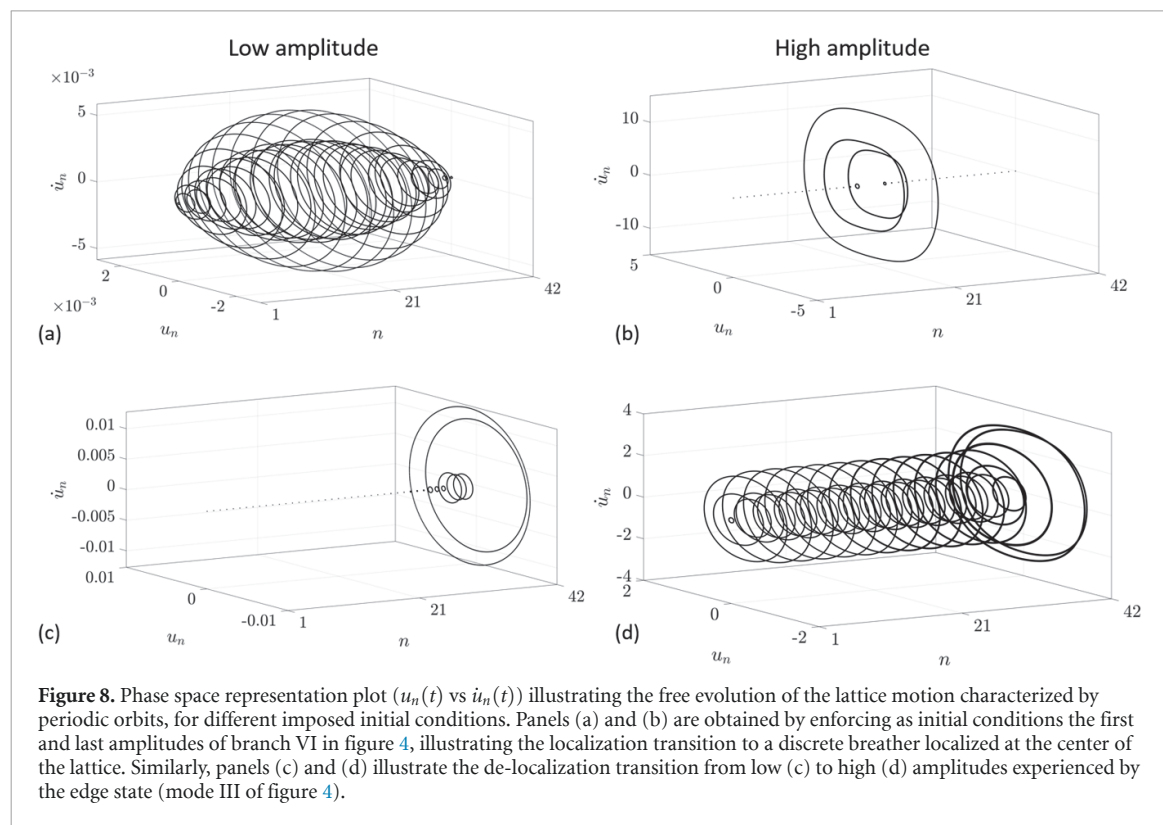 Low amplitude
High amplitude
×10⁻³
5
0
-5
u̇ₙ
2
0
-2
×10⁻³
uₙ
1
21
42
n
(a)
10
0
-10
u̇ₙ
5
0
-5
uₙ
1
21
42
n
(b)
0.01
0.005
0
-0.005
-0.01
u̇ₙ
0.01
0
-0.01
uₙ
1
21
42
n
(c)
4
2
0
-2
-4
u̇ₙ
2
0
-2
uₙ
1
21
42
n
(d)
Figure 8. Phase space representation plot (uₙ(t) vs u̇ₙ(t)) illustrating the free evolution of the lattice motion characterized by
periodic orbits, for different imposed initial conditions. Panels (a) and (b) are obtained by enforcing as initial conditions the first
and last amplitudes of branch VI in figure 4, illustrating the localization transition to a discrete breather localized at the center of
the lattice. Similarly, panels (c) and (d) illustrate the de-localization transition from low (c) to high (d) amplitudes experienced by
the edge state (mode III of figure 4).